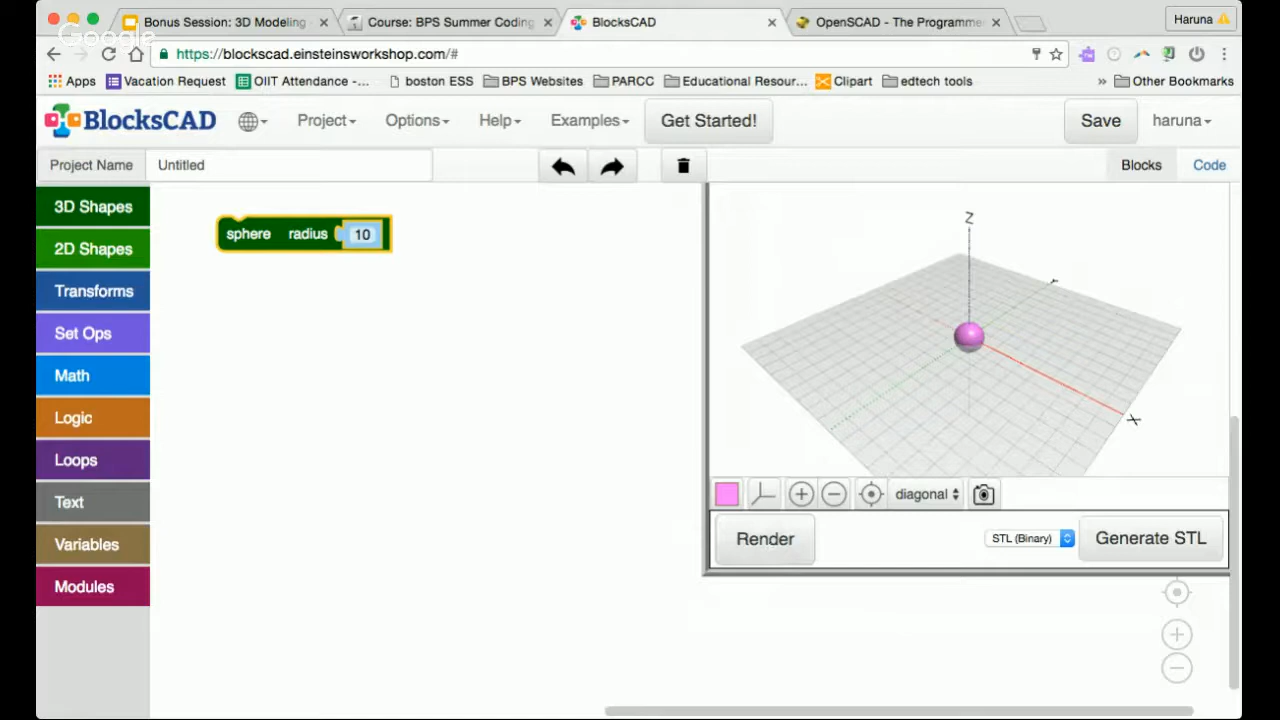 Bonus Session: 3D Modeling
Course: BPS Summer Coding
BlocksCAD
OpenSCAD - The Programme
Haruna
Google
https://blockscad.einsteinsworkshop.com/#
Apps
Vacation Request
OIIT Attendance -...
boston ESS
BPS Websites
PARCC
Educational Resour...
Clipart
edtech tools
» Other Bookmarks
BlocksCAD
Project
Options
Help
Examples
Get Started!
Save
haruna
Project Name
Untitled
Blocks
Code
3D Shapes
2D Shapes
Transforms
Set Ops
Math
Logic
Loops
Text
Variables
Modules
sphere radius 10
Z
Y
X
diagonal
Render
STL (Binary)
Generate STL